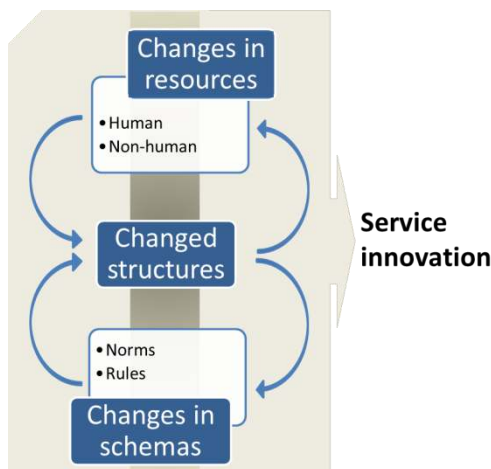 Changes in
resources
• Human
• Non-human
Changed
structures
Service
innovation
• Norms
• Rules
Changes in
schemas